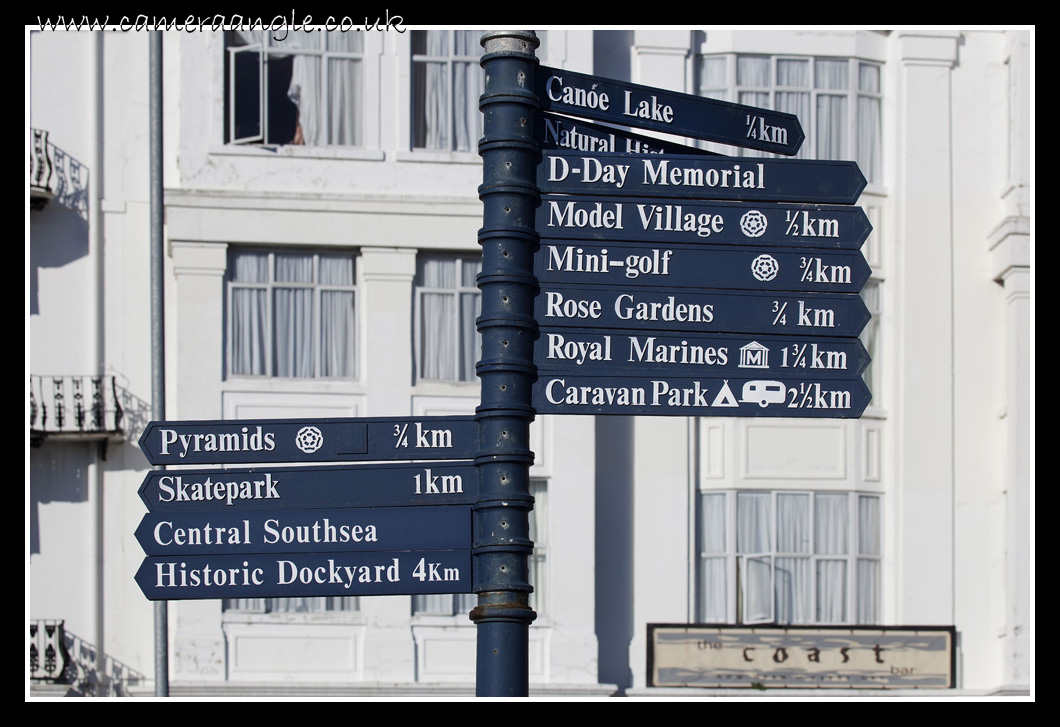 www.cameraangle.co.uk
Canoe Lake ¼km
Natural
D-Day Memorial
Model Village ½km
Mini-golf ¾km
Rose Gardens ¾ km
Royal Marines M 1¾km
Caravan Park 2½km
Pyramids ¾km
Skatepark 1km
Central Southsea
Historic Dockyard 4Km
the coast bar